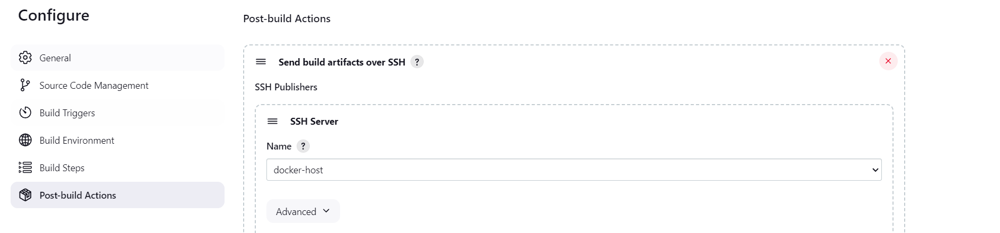 Configure
General
Source Code Management
Build Triggers
Build Environment
Build Steps
Post-build Actions
Post-build Actions
Send build artifacts over SSH ?
SSH Publishers
SSH Server
Name ?
docker-host
Advanced